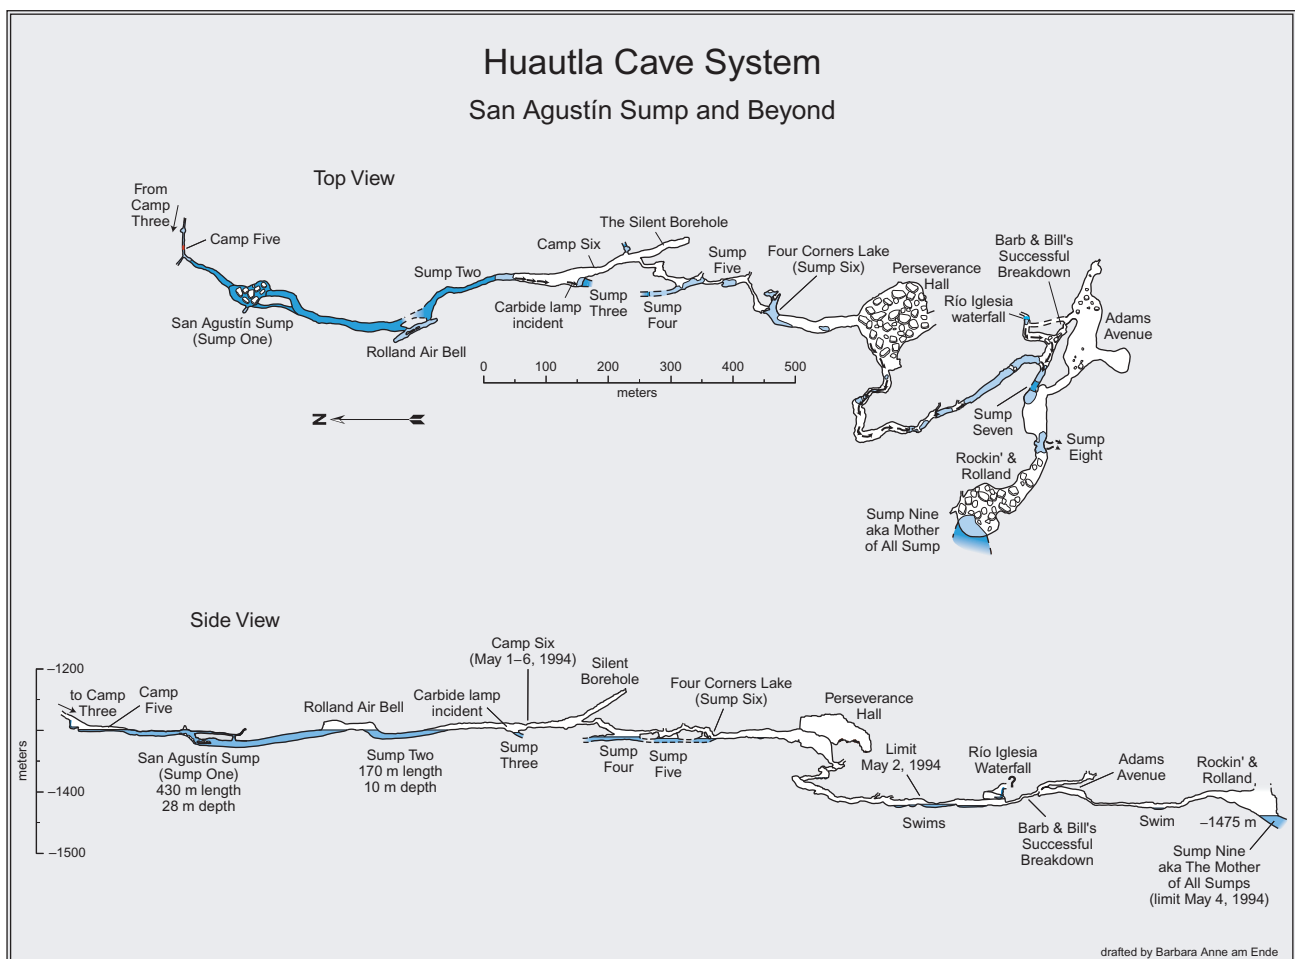 Huautla Cave System
San Agustín Sump and Beyond
Top View
From
Camp
Three
Camp Five
San Agustín Sump
(Sump One)
Rolland Air Bell
Sump Two
Camp Six
The Silent Borehole
Carbide lamp
incident
Sump
Three
Sump
Four
Sump
Five
Four Corners Lake
(Sump Six)
Perseverance
Hall
Barb & Bill's
Successful
Breakdown
Río Iglesia
waterfall
Adams
Avenue
0 100 200 300 400 500
meters
N
Sump
Seven
Sump
Eight
Rockin' &
Rolland
Sump Nine
aka Mother
of All Sump
Side View
–1200
–1400
–1500
meters
to Camp
Three
Camp
Five
San Agustín Sump
(Sump One)
430 m length
28 m depth
Rolland Air Bell
Sump Two
170 m length
10 m depth
Carbide lamp
incident
Camp Six
(May 1–6, 1994)
Sump
Three
Silent
Borehole
Sump
Four
Sump
Five
Four Corners Lake
(Sump Six)
Perseverance
Hall
Limit
May 2, 1994
Swims
Río Iglesia
Waterfall
?
Barb & Bill's
Successful
Breakdown
Adams
Avenue
Swim
Rockin' &
Rolland
–1475 m
Sump Nine
aka The Mother
of All Sumps
(limit May 4, 1994)
drafted by Barbara Anne am Ende